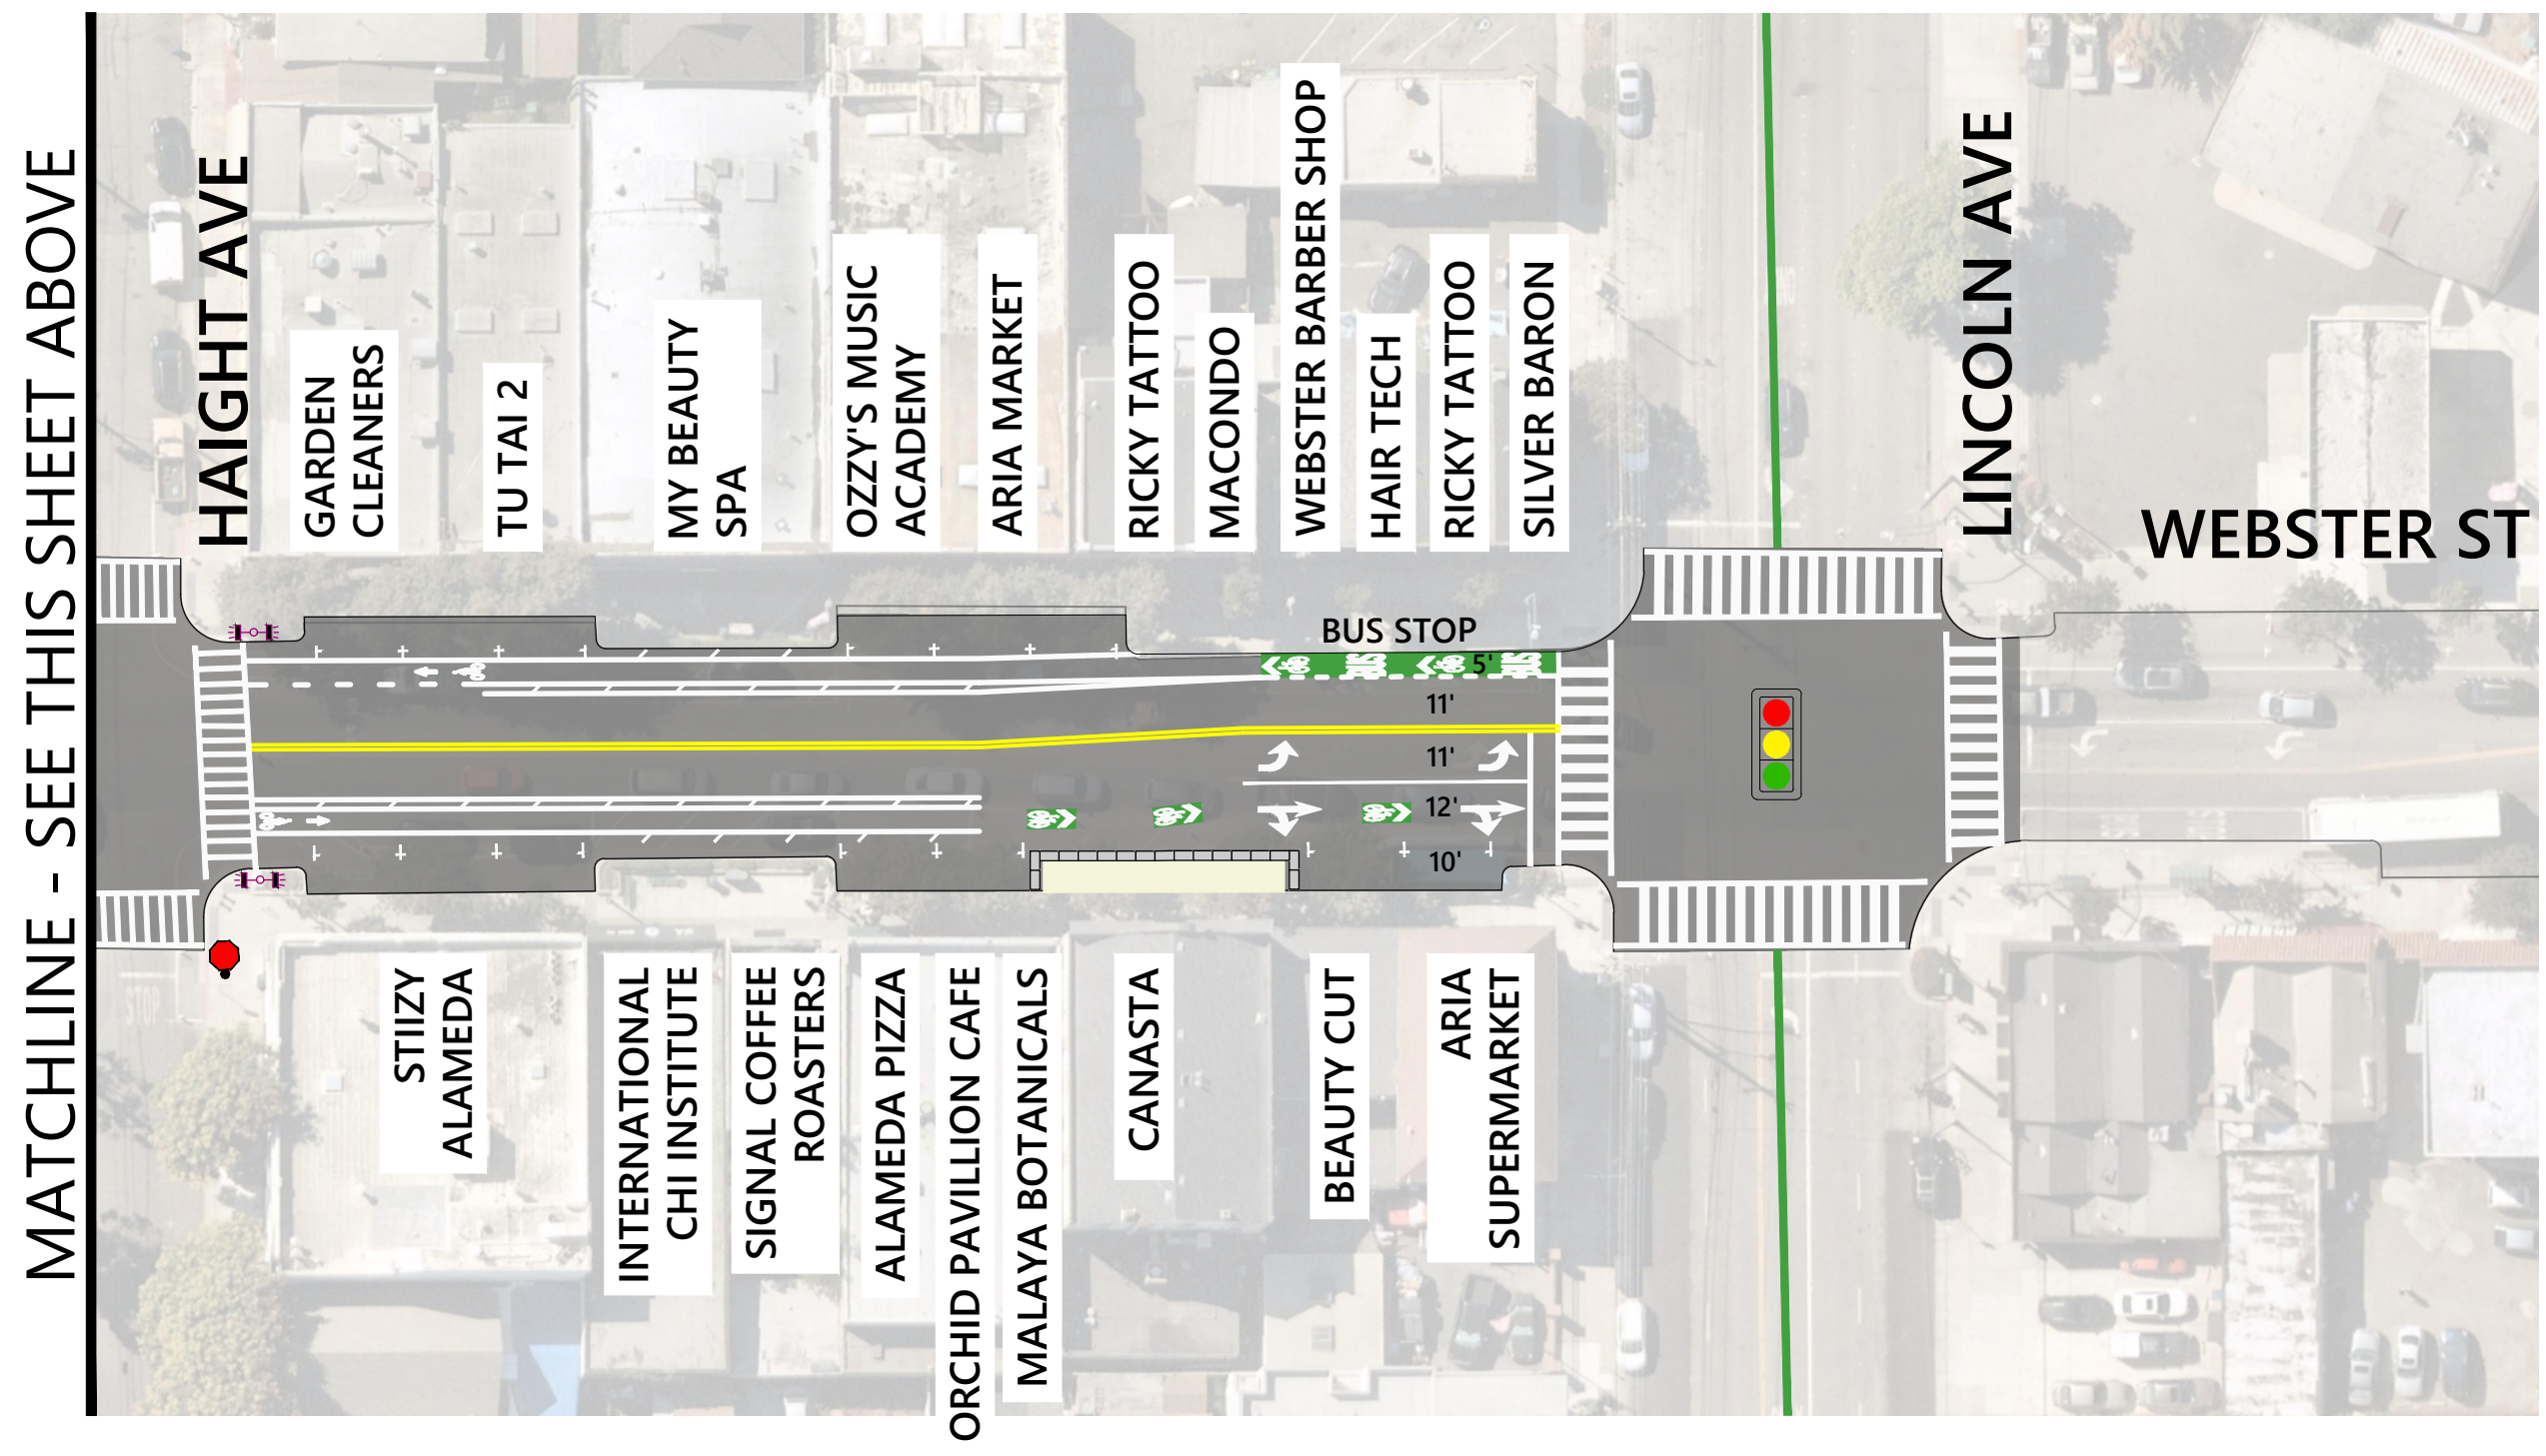 MATCHLINE - SEE THIS SHEET ABOVE
HAIGHT AVE
GARDEN
CLEANERS
TU TAI 2
MY BEAUTY
SPA
OZZY'S MUSIC
ACADEMY
ARIA MARKET
RICKY TATTOO
MACONDO
WEBSTER BARBER SHOP
HAIR TECH
RICKY TATTOO
SILVER BARON
LINCOLN AVE
WEBSTER ST
BUS STOP
BUS
5'
BUS
11'
11'
12'
10'
STIIZY
ALAMEDA
INTERNATIONAL
CHI INSTITUTE
SIGNAL COFFEE
ROASTERS
ALAMEDA PIZZA
ORCHID PAVILLION CAFE
MALAYA BOTANICALS
CANASTA
BEAUTY CUT
ARIA
SUPERMARKET
STOP